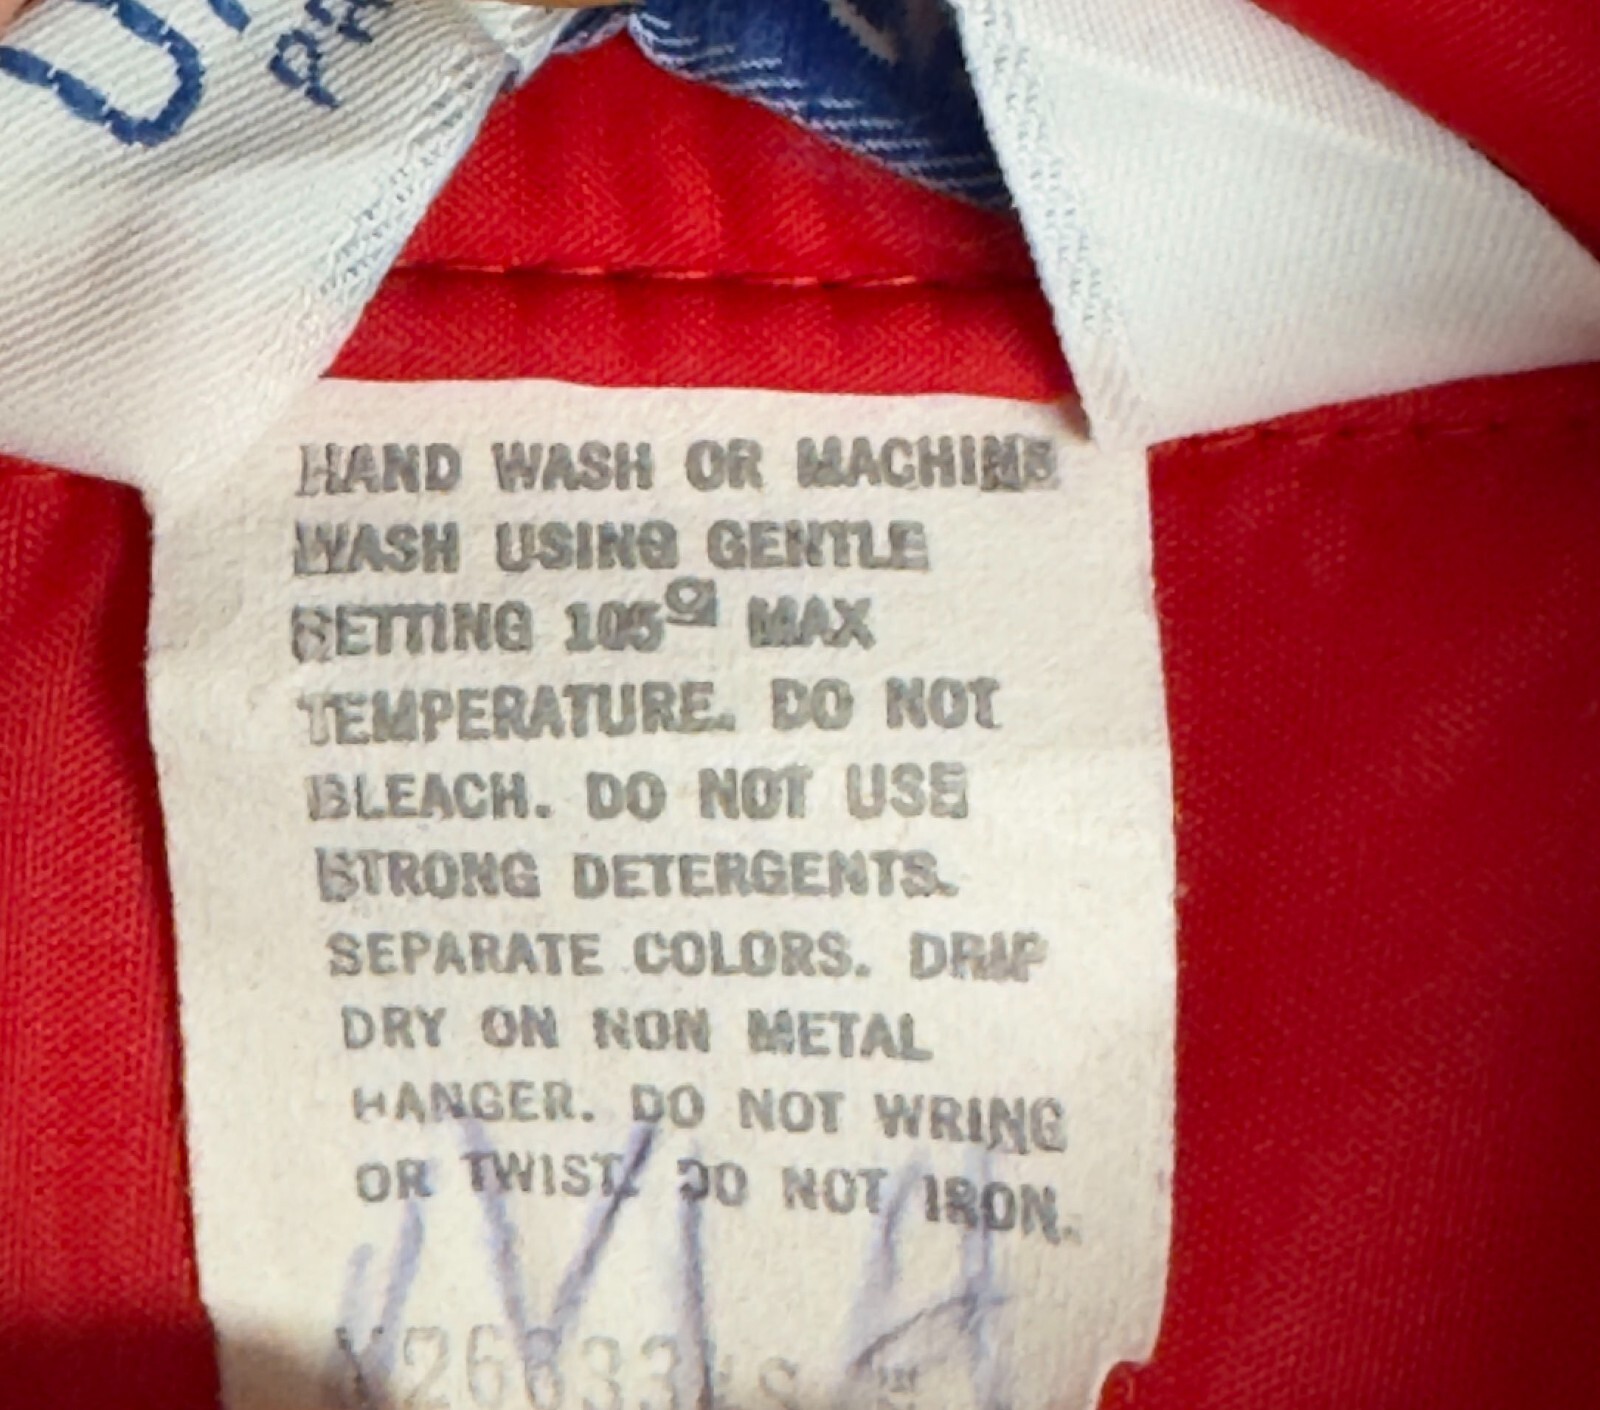 HAND WASH OR MACHINE
WASH USING GENTLE
SETTING 105º MAX
TEMPERATURE. DO NOT
BLEACH. DO NOT USE
STRONG DETERGENTS.
SEPARATE COLORS. DRIP
DRY ON NON METAL
HANGER. DO NOT WRING
OR TWIST. DO NOT IRON.